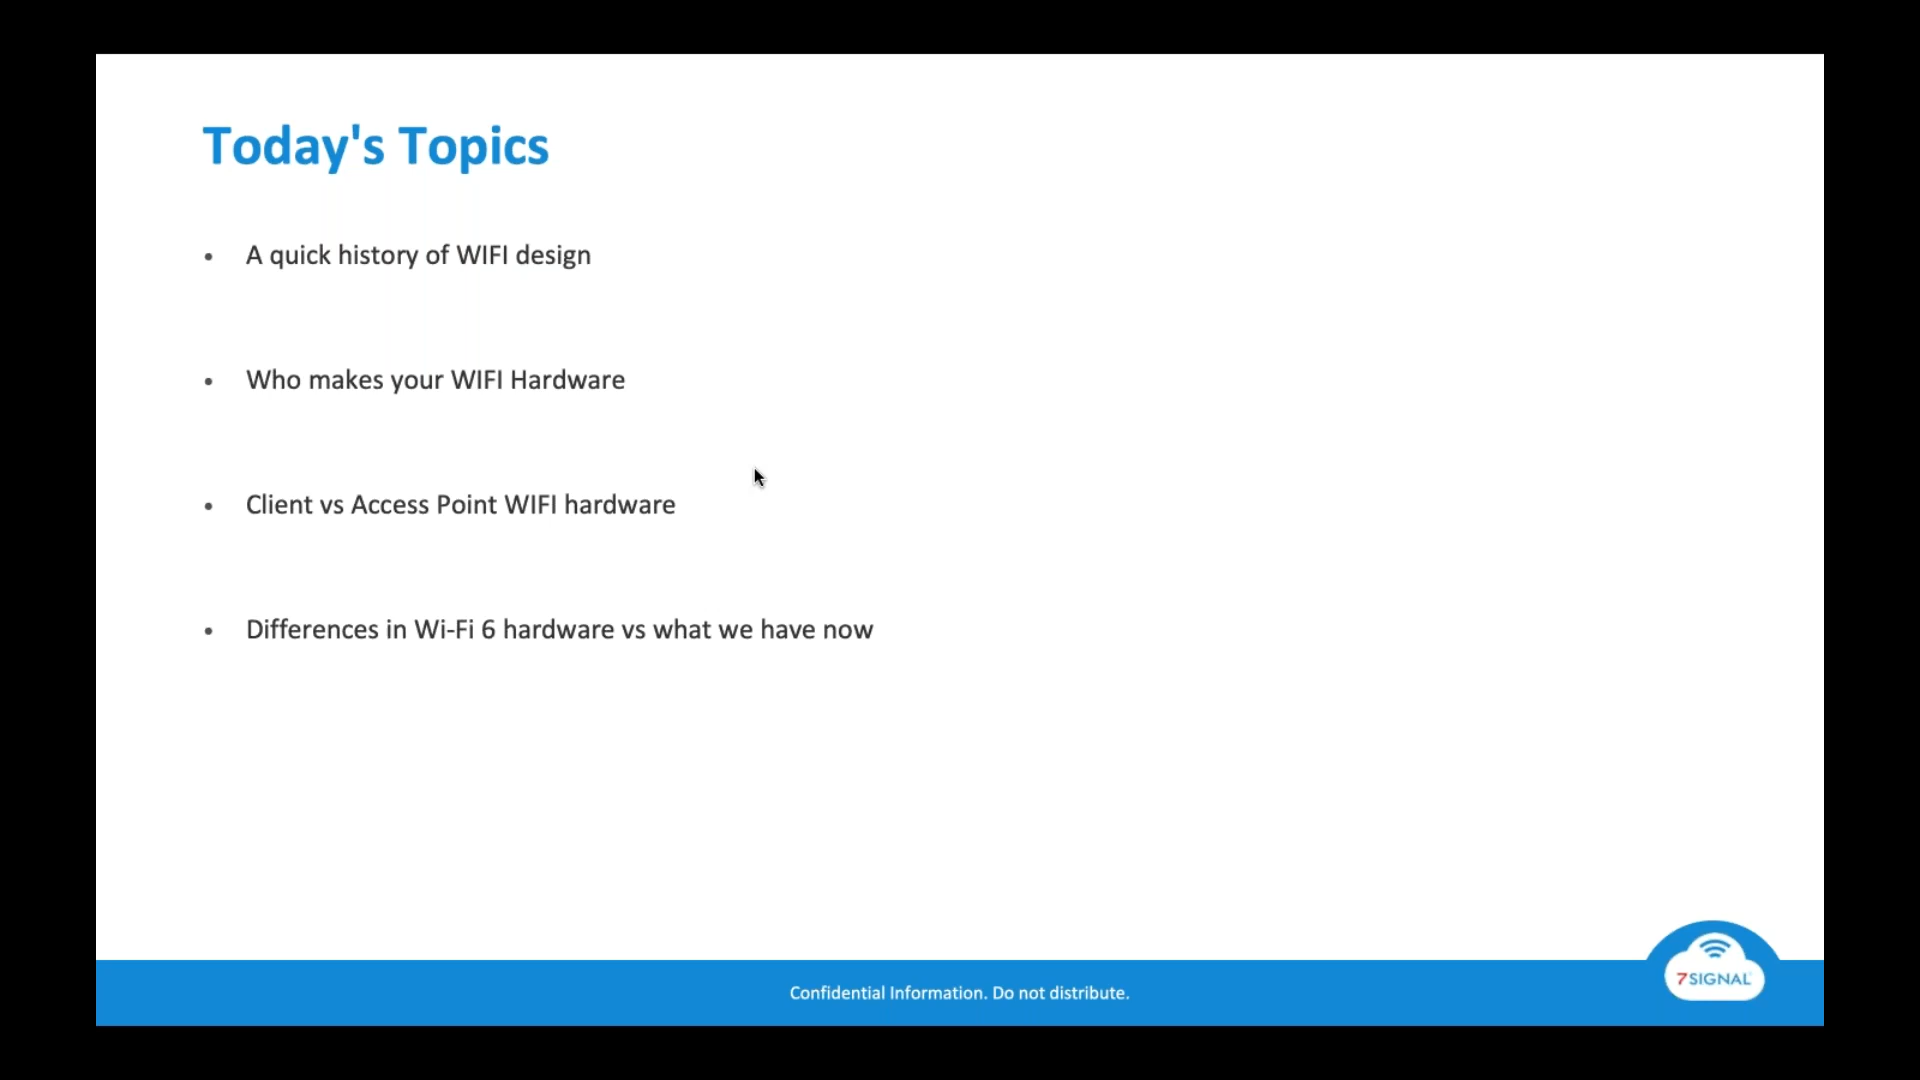 Today's Topics
• A quick history of WIFI design
• Who makes your WIFI Hardware
• Client vs Access Point WIFI hardware
• Differences in Wi-Fi 6 hardware vs what we have now
Confidential Information. Do not distribute.
7SIGNAL